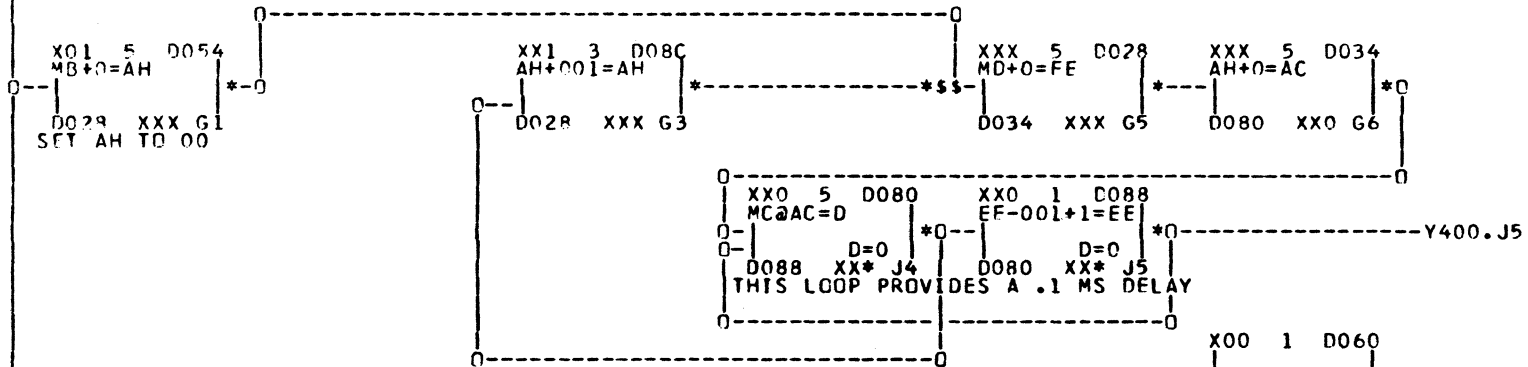 X01 5 D054
MB+0=AH
*
D028 XXX G1
SET AH TO 00
XX1 3 D08C
AH+001=AH
*
D028 XXX G3
*$$
XXX 5 D028
MD+0=FE
*
D034 XXX G5
XXX 5 D034
AH+0=AC
*
D080 XX0 G6
XX0 5 D080
MC@AC=D
*
D=0
D088 XX* J4
XX0 1 D088
EF-001+1=EE
*
D=0
D080 XX* J5
Y400.J5
THIS LOOP PROVIDES A .1 MS DELAY
X00 1 D060